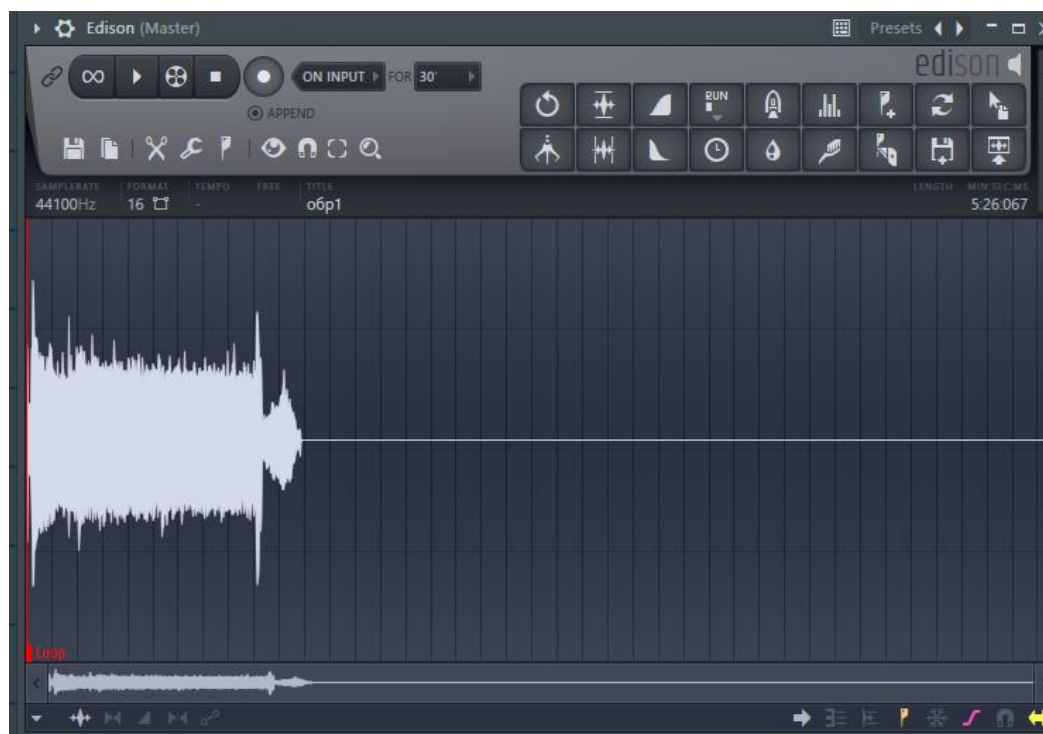 Edison (Master)
Presets
edison
ON INPUT
FOR
30'
APPEND
RUN
SAMPLERATE
FORMAT
TEMPO
FREE
TITLE
LENGTH
MIN:SEC:MS
44100Hz
16
-
обр1
5:26:067
Loop